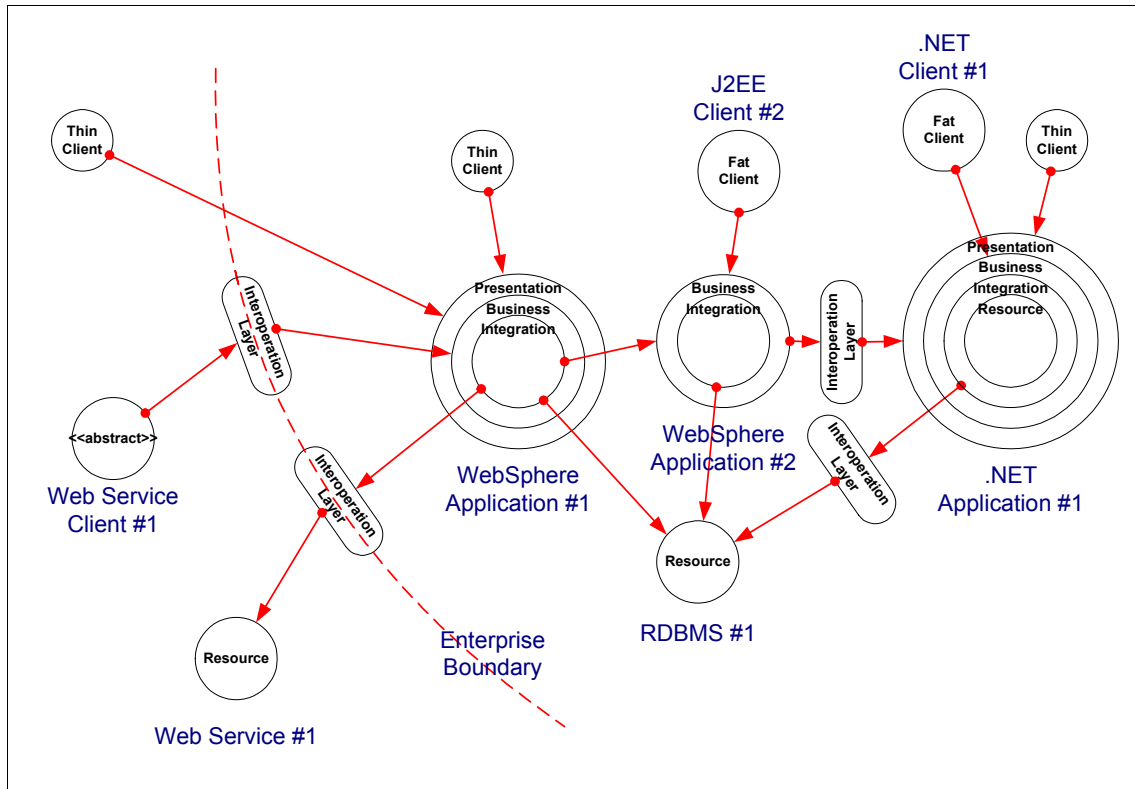 .NET
Client #1
J2EE
Client #2
Thin
Client
Thin
Client
Fat
Client
Fat
Client
Thin
Client
Presentation
Business
Integration
Resource
Presentation
Business
Integration
Business
Integration
Interoperation
Layer
Interoperation
Layer
<<abstract>>
Web Service
Client #1
Interoperation
Layer
WebSphere
Application #1
WebSphere
Application #2
Interoperation
Layer
.NET
Application #1
Resource
RDBMS #1
Resource
Enterprise
Boundary
Web Service #1